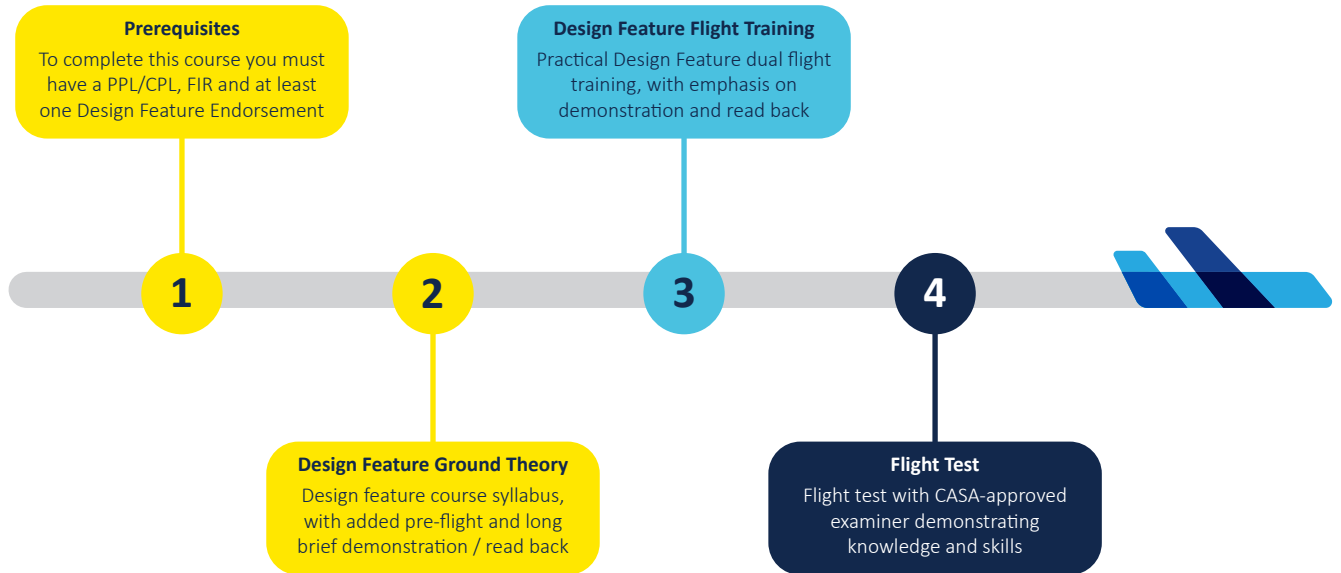 Prerequisites
To complete this course you must
have a PPL/CPL, FIR and at least
one Design Feature Endorsement
1
Design Feature Ground Theory
Design feature course syllabus,
with added pre-flight and long
brief demonstration / read back
2
Design Feature Flight Training
Practical Design Feature dual flight
training, with emphasis on
demonstration and read back
3
Flight Test
Flight test with CASA-approved
examiner demonstrating
knowledge and skills
4